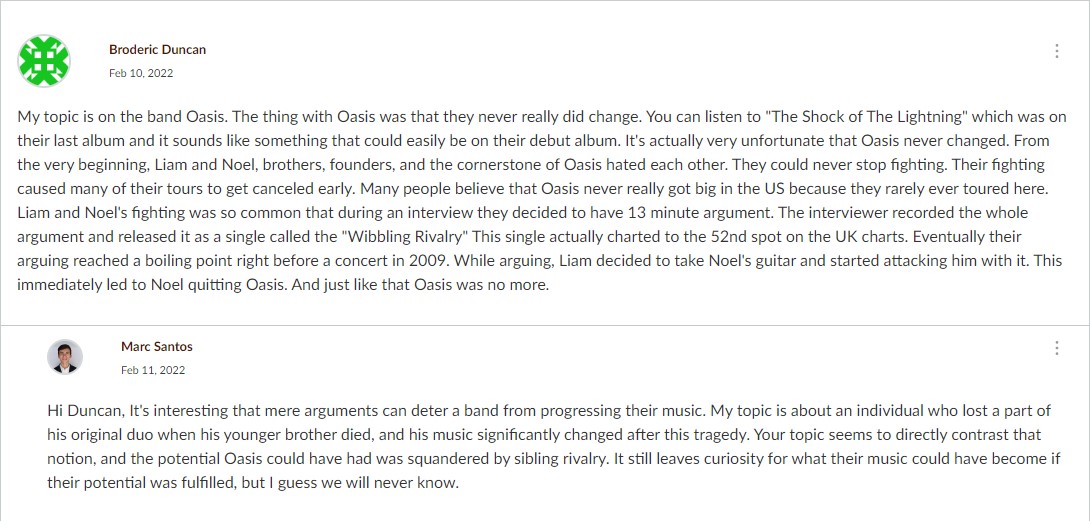 Broderic Duncan
Feb 10, 2022
My topic is on the band Oasis. The thing with Oasis was that they never really did change. You can listen to "The Shock of The Lightning" which was on
their last album and it sounds like something that could easily be on their debut album. It's actually very unfortunate that Oasis never changed. From
the very beginning, Liam and Noel, brothers, founders, and the cornerstone of Oasis hated each other. They could never stop fighting. Their fighting
caused many of their tours to get canceled early. Many people believe that Oasis never really got big in the US because they rarely ever toured here.
Liam and Noel's fighting was so common that during an interview they decided to have 13 minute argument. The interviewer recorded the whole
argument and released it as a single called the "Wibbling Rivalry" This single actually charted to the 52nd spot on the UK charts. Eventually their
arguing reached a boiling point right before a concert in 2009. While arguing, Liam decided to take Noel's guitar and started attacking him with it. This
immediately led to Noel quitting Oasis. And just like that Oasis was no more.
Marc Santos
Feb 11, 2022
Hi Duncan, It's interesting that mere arguments can deter a band from progressing their music. My topic is about an individual who lost a part of
his original duo when his younger brother died, and his music significantly changed after this tragedy. Your topic seems to directly contrast that
notion, and the potential Oasis could have had was squandered by sibling rivalry. It still leaves curiosity for what their music could have become if
their potential was fulfilled, but I guess we will never know.